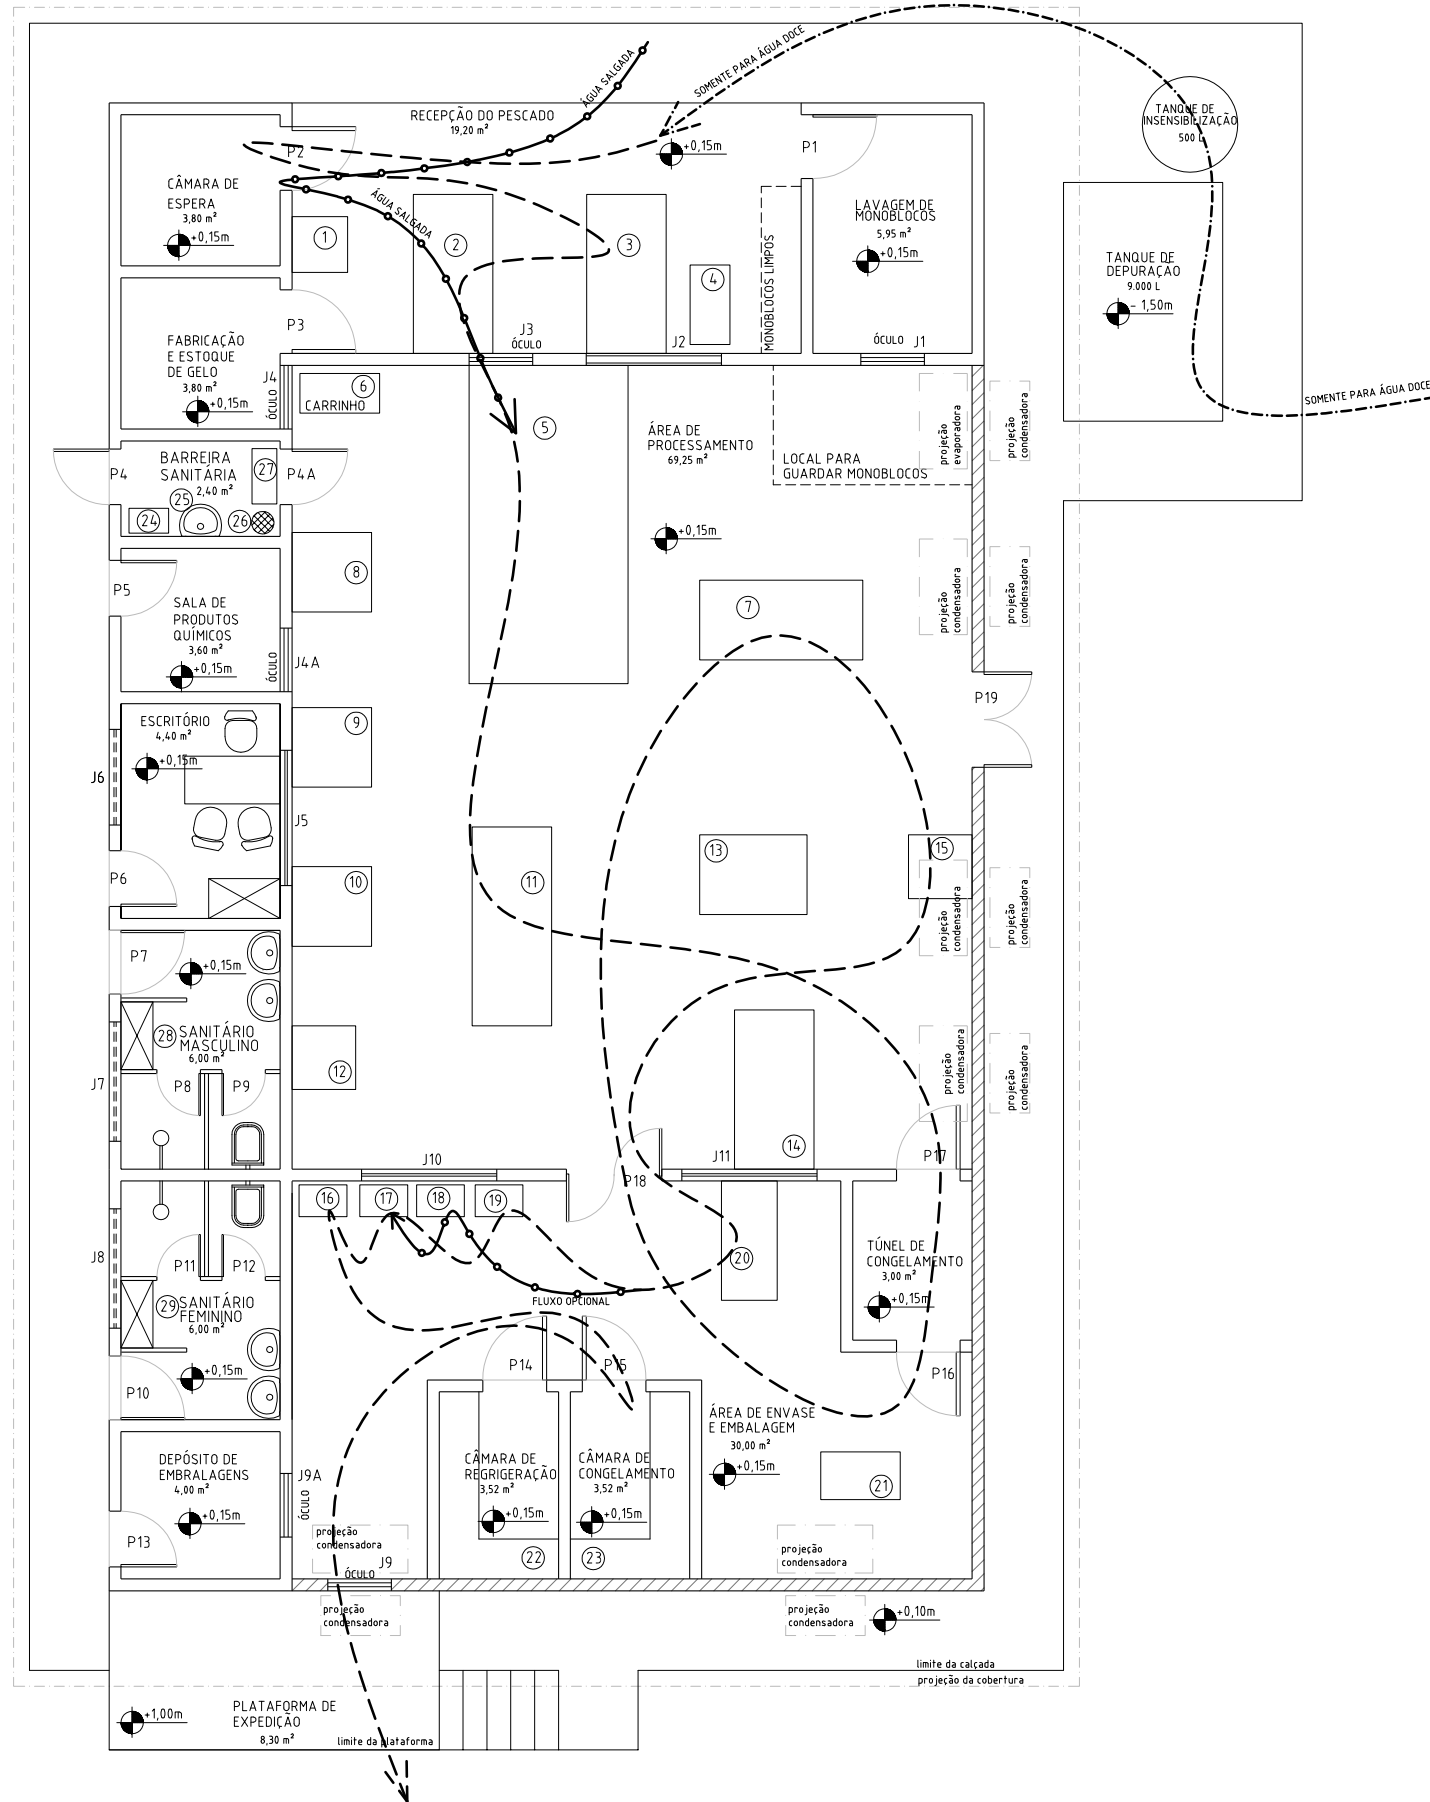 SOMENTE PARA ÁGUA DOCE
ÁGUA SALGADA
RECEPÇÃO DO PESCADO
19,20 m²
+0,15m
P1
P2
TANQUE DE
INSENSIBILIZAÇÃO
500 L
CÂMARA DE
ESPERA
3,80 m²
+0,15m
ÁGUA SALGADA
1
2
3
4
MONOBLOCOS LIMPOS
LAVAGEM DE
MONOBLOCOS
5,95 m²
+0,15m
TANQUE DE
DEPURAÇÃO
9.000 L
- 1,50m
P3
J3
ÓCULO
J2
ÓCULO
J1
FABRICAÇÃO
E ESTOQUE
DE GELO
3,80 m²
+0,15m
J4
ÓCULO
6
CARRINHO
5
ÁREA DE
PROCESSAMENTO
69,25 m²
+0,15m
LOCAL PARA
GUARDAR MONOBLOCOS
projeção
evaporadora
projeção
condensadora
SOMENTE PARA ÁGUA DOCE
P4
BARREIRA
SANITÁRIA
2,40 m²
27
P4A
25
24
26
8
7
projeção
condensadora
projeção
condensadora
P5
SALA DE
PRODUTOS
QUÍMICOS
3,60 m²
+0,15m
ÓCULO
J4A
P19
ESCRITÓRIO
4,40 m²
+0,15m
J6
J5
9
P6
10
11
13
15
projeção
condensadora
projeção
condensadora
P7
+0,15m
28
SANITÁRIO
MASCULINO
6,00 m²
J7
P8
P9
12
14
projeção
condensadora
projeção
condensadora
J10
J11
P17
P18
16
17
18
19
20
J8
P11
P12
29
SANITÁRIO
FEMININO
6,00 m²
+0,15m
P10
FLUXO OPCIONAL
TÚNEL DE
CONGELAMENTO
3,00 m²
+0,15m
P14
P15
P16
ÁREA DE ENVASE
E EMBALAGEM
30,00 m²
+0,15m
21
DEPÓSITO DE
EMBRALAGENS
4,00 m²
+0,15m
P13
J9A
ÓCULO
CÂMARA DE
REGRIGERAÇÃO
3,52 m²
+0,15m
22
CÂMARA DE
CONGELAMENTO
3,52 m²
+0,15m
23
projeção
condensadora
J9
ÓCULO
projeção
condensadora
projeção
condensadora
projeção
condensadora
+0,10m
limite da calçada
projeção da cobertura
+1,00m
PLATAFORMA DE
EXPEDIÇÃO
8,30 m²
limite da plataforma